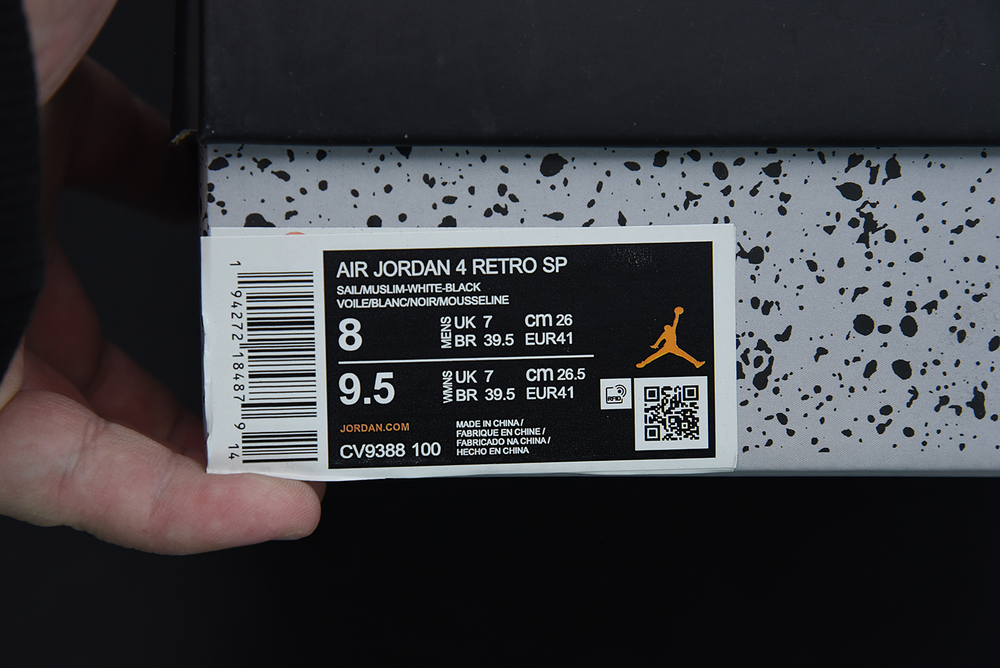 1 94272 18487 9 14
AIR JORDAN 4 RETRO SP
SAIL/MUSLIM-WHITE-BLACK
VOILE/BLANC/NOIR/MOUSSELINE
8 MENS UK 7 cm 26
BR 39.5 EUR41
9.5 WMNS UK 7 cm 26.5
BR 39.5 EUR41
RFID
JORDAN.COM
CV9388 100
MADE IN CHINA /
FABRIQUE EN CHINE /
FABRICADO NA CHINA /
HECHO EN CHINA